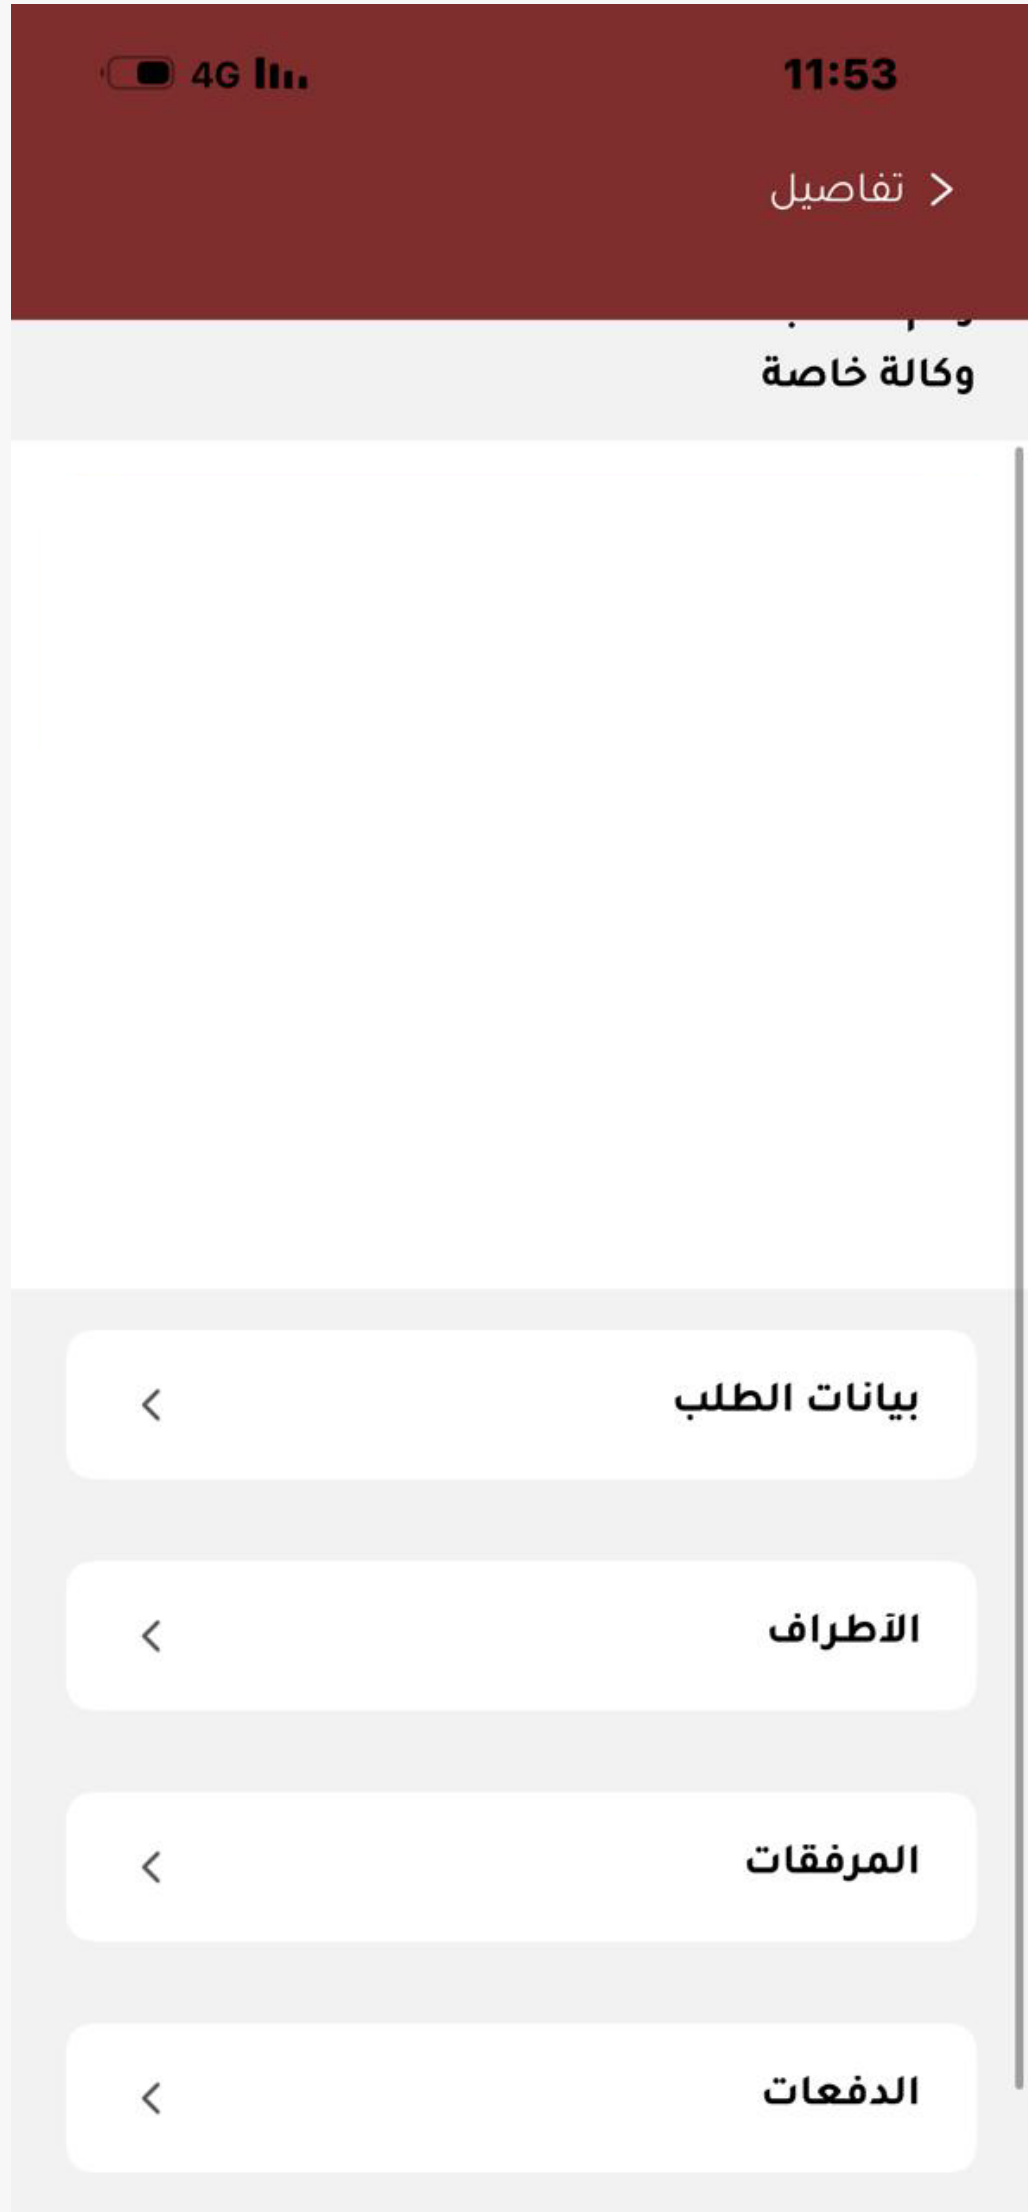 11:53
4G
تفاصيل
وكالة خاصة
بيانات الطلب
الأطراف
المرفقات
الدفعات